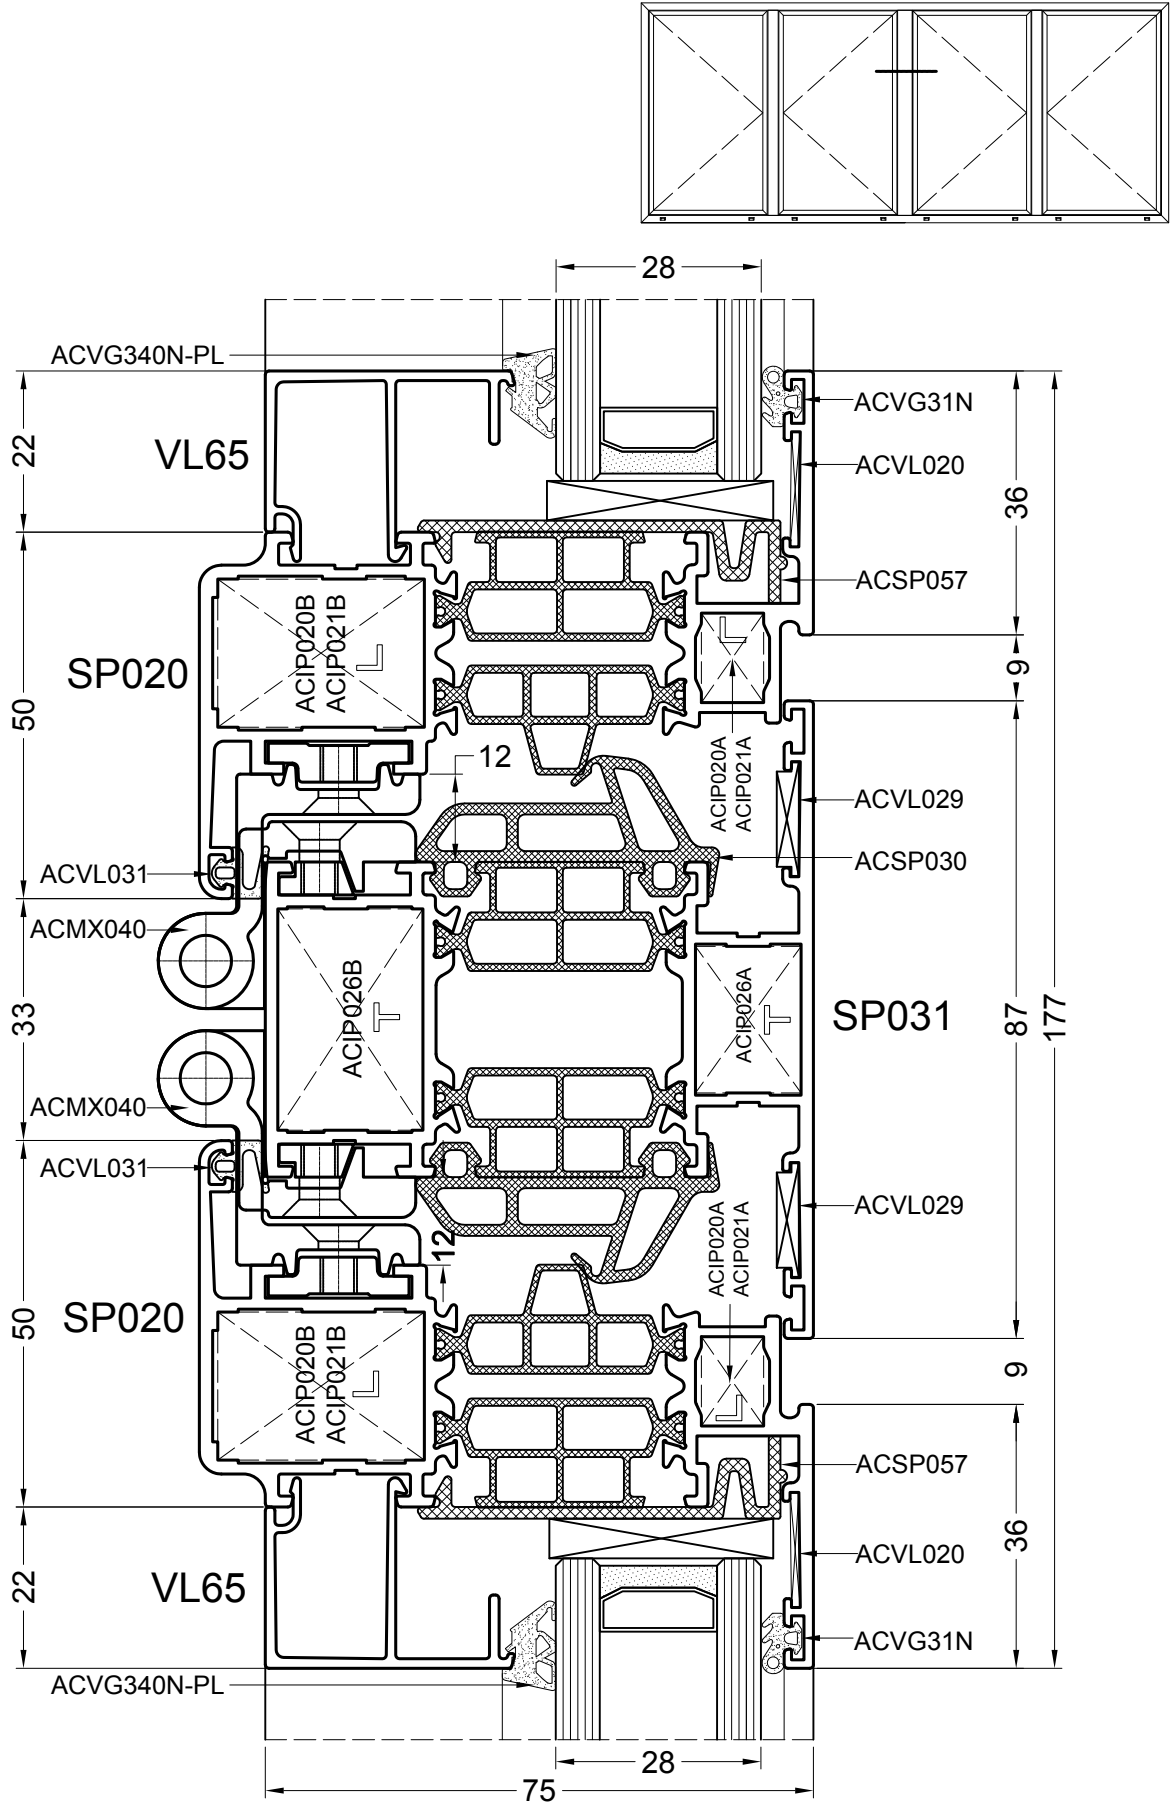 28
ACVG340N-PL
ACVG31N
22
VL65
ACVL020
36
ACSP057
ACIP020B
ACIP021B
L
L
SP020
9
50
12
ACIP020A
ACIP021A
ACVL029
ACSP030
ACVL031
ACMX040
ACIP026B
T
ACIP026A
T
SP031
33
87
177
ACMX040
ACVL031
ACVL029
ACIP020A
ACIP021A
12
SP020
50
ACIP020B
ACIP021B
L
L
9
ACSP057
36
ACVL020
VL65
22
ACVG31N
ACVG340N-PL
28
75